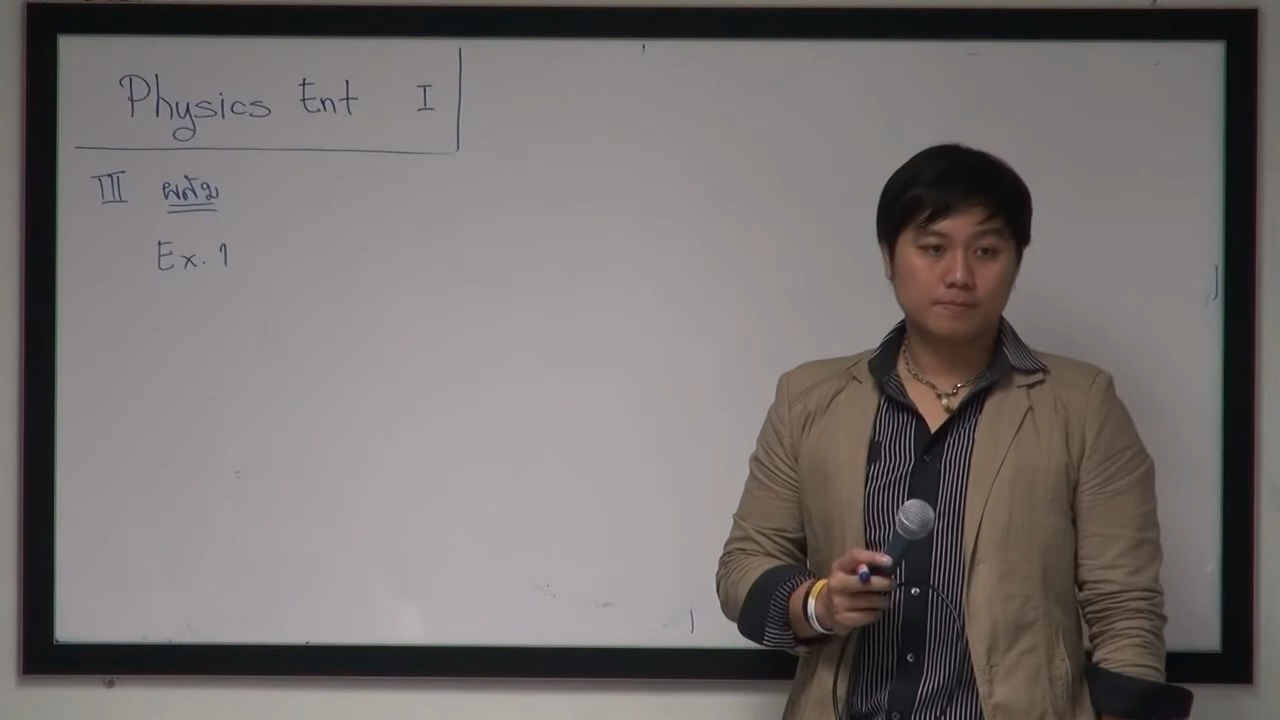 Physics Ent I
III ผสม
Ex. 1